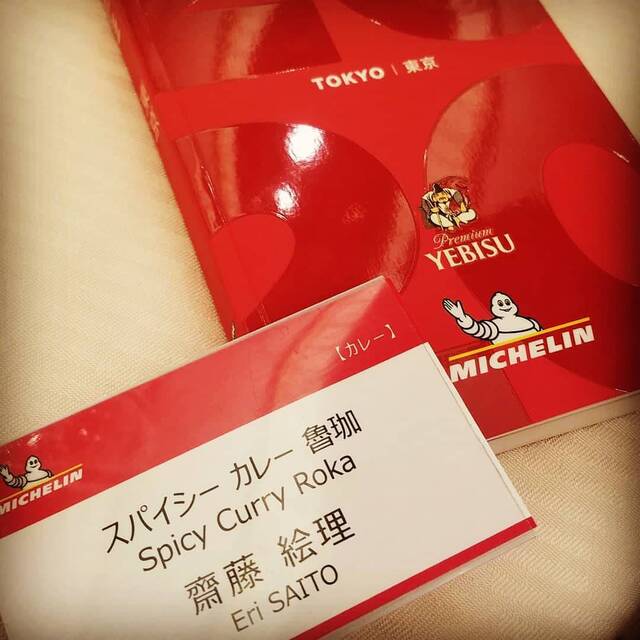 TOKYO | 東京
Premium
YEBISU
MICHELIN
【カレー】
MICHELIN
スパイシー カレー 魯珈
Spicy Curry Roka
齋藤 絵理
Eri SAITO